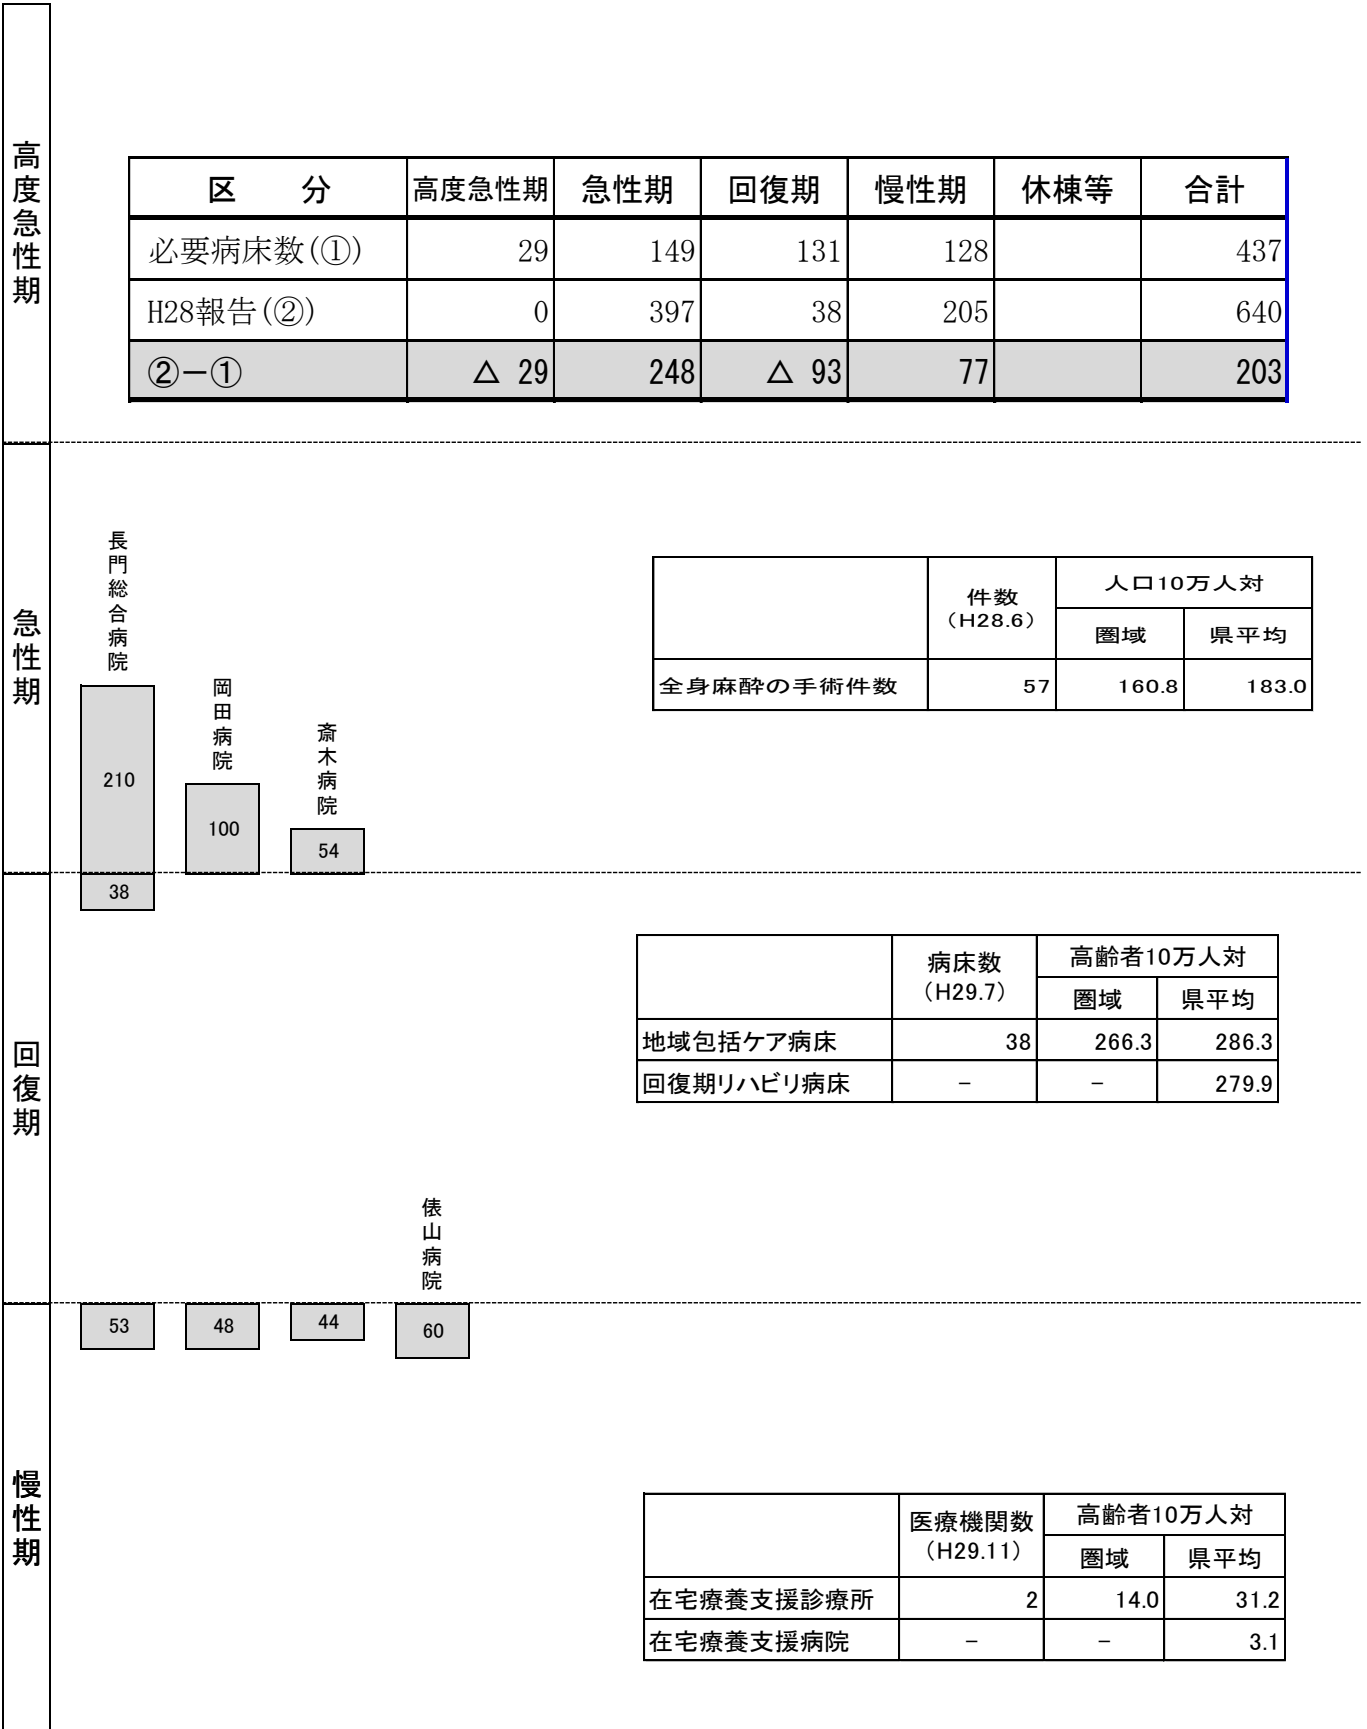 高度急性期
区　　分 高度急性期 急性期 回復期 慢性期 休棟等 合計
必要病床数(①) 29 149 131 128 437
H28報告(②) 0 397 38 205 640
②－① △ 29 248 △ 93 77 203
急性期
長門総合病院
岡田病院
斎木病院
210
100
54
件数
（H28.6）
人口10万人対
圏域 県平均
全身麻酔の手術件数 57 160.8 183.0
回復期
38
病床数
（H29.7）
高齢者10万人対
圏域 県平均
地域包括ケア病床 38 266.3 286.3
回復期リハビリ病床 － － 279.9
俵山病院
慢性期
53 48 44 60
医療機関数
（H29.11）
高齢者10万人対
圏域 県平均
在宅療養支援診療所 2 14.0 31.2
在宅療養支援病院 － － 3.1